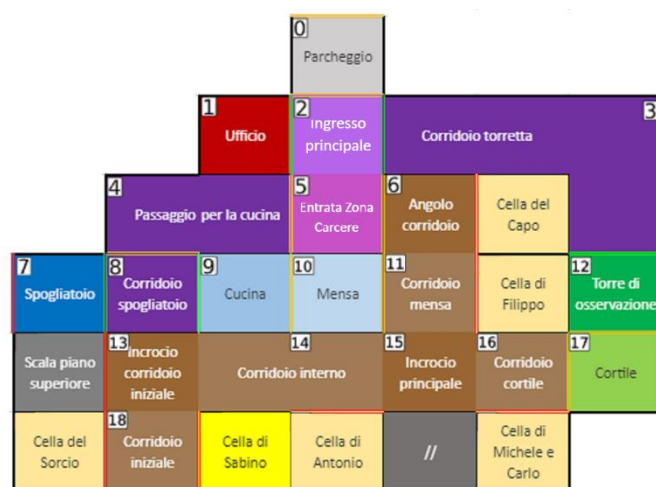 0
Parcheggio
1
Ufficio
2
Ingresso
principale
Corridoio torretta
3
4
Passaggio per la cucina
5
Entrata Zona
Carcere
6
Angolo
corridoio
Cella del
Capo
7
Spogliatoio
8
Corridoio
spogliatoio
9
Cucina
10
Mensa
11
Corridoio
mensa
Cella di
Filippo
12
Torre di
osservazione
Scala piano
superiore
13
Incrocio
corridoio
iniziale
14
Corridoio interno
15
Incrocio
principale
16
Corridoio
cortile
17
Cortile
Cella del
Sorcio
18
Corridoio
iniziale
Cella di
Sabino
Cella di
Antonio
//
Cella di
Michele e
Carlo